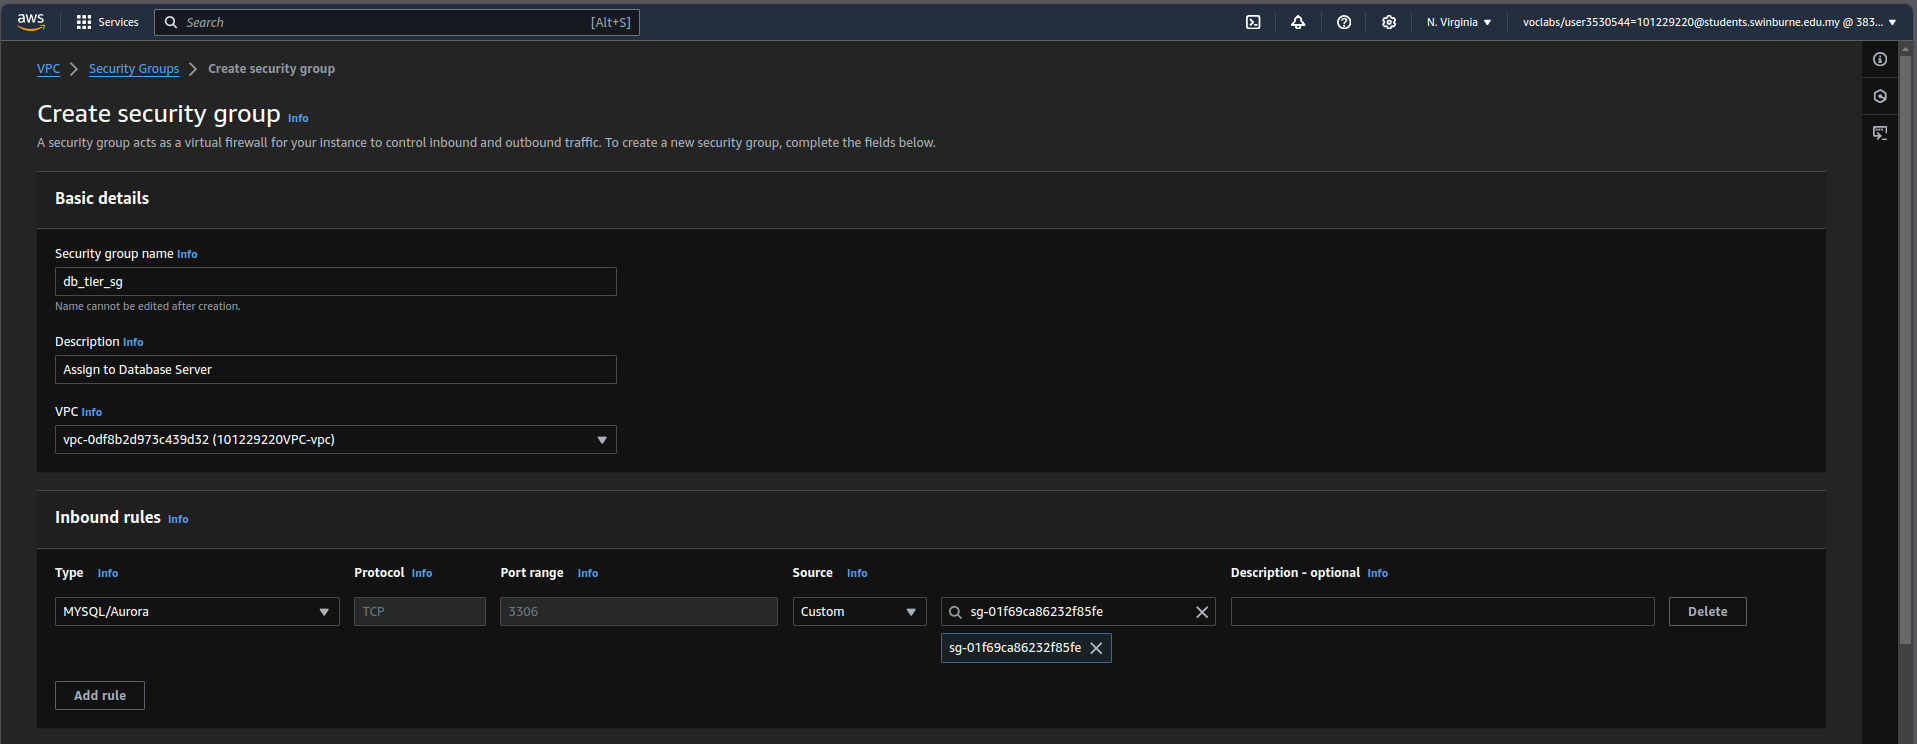 aws Services Search [Alt+S] N. Virginia voclabs/user3530544=101229220@students.swinburne.edu.my @ 383...
VPC Security Groups Create security group
Create security group Info
A security group acts as a virtual firewall for your instance to control inbound and outbound traffic. To create a new security group, complete the fields below.
Basic details
Security group name Info
db_tier_sg
Name cannot be edited after creation.
Description Info
Assign to Database Server
VPC Info
vpc-0df8b2d973c439d32 (101229220VPC-vpc)
Inbound rules Info
Type Info Protocol Info Port range Info Source Info Description - optional Info
MYSQL/Aurora TCP 3306 Custom sg-01f69ca86232f85fe Delete
sg-01f69ca86232f85fe
Add rule